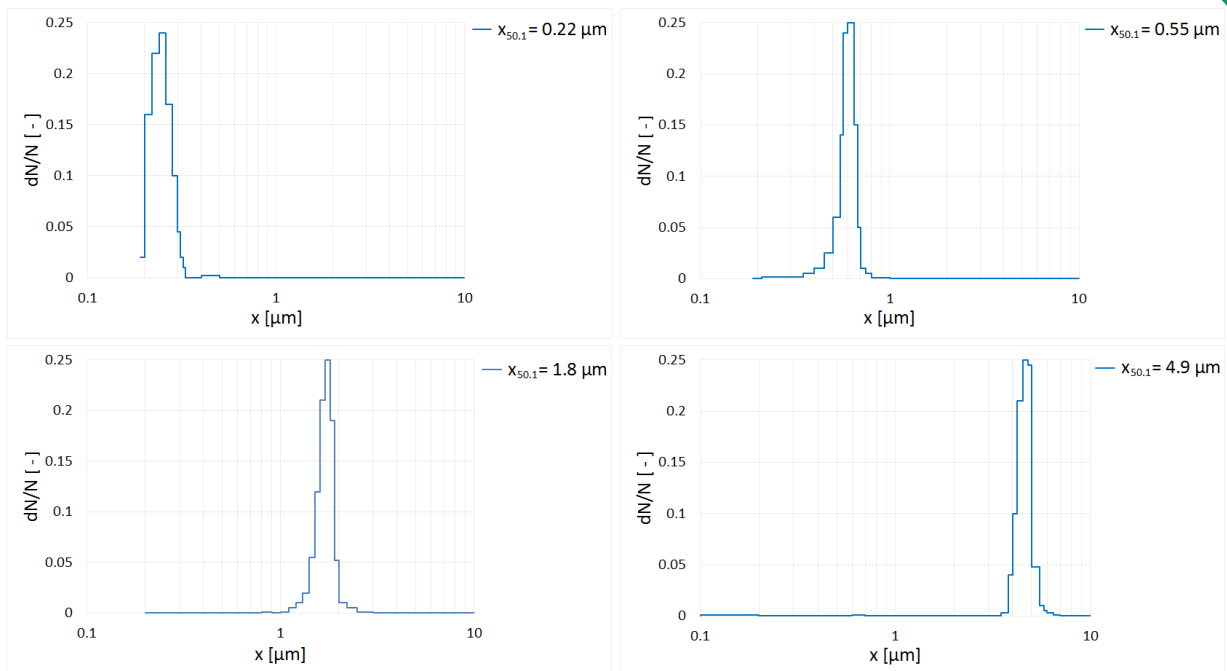 0.25
0.2
0.15
0.1
0.05
0
dN/N [ - ]
0.1 1 10
x [µm]
x50.1= 0.22 µm
0.25
0.2
0.15
0.1
0.05
0
dN/N [ - ]
0.1 1 10
x [µm]
x50.1= 0.55 µm
0.25
0.2
0.15
0.1
0.05
0
dN/N [ - ]
0.1 1 10
x [µm]
x50.1= 1.8 µm
0.25
0.2
0.15
0.1
0.05
0
dN/N [ - ]
0.1 1 10
x [µm]
x50.1= 4.9 µm